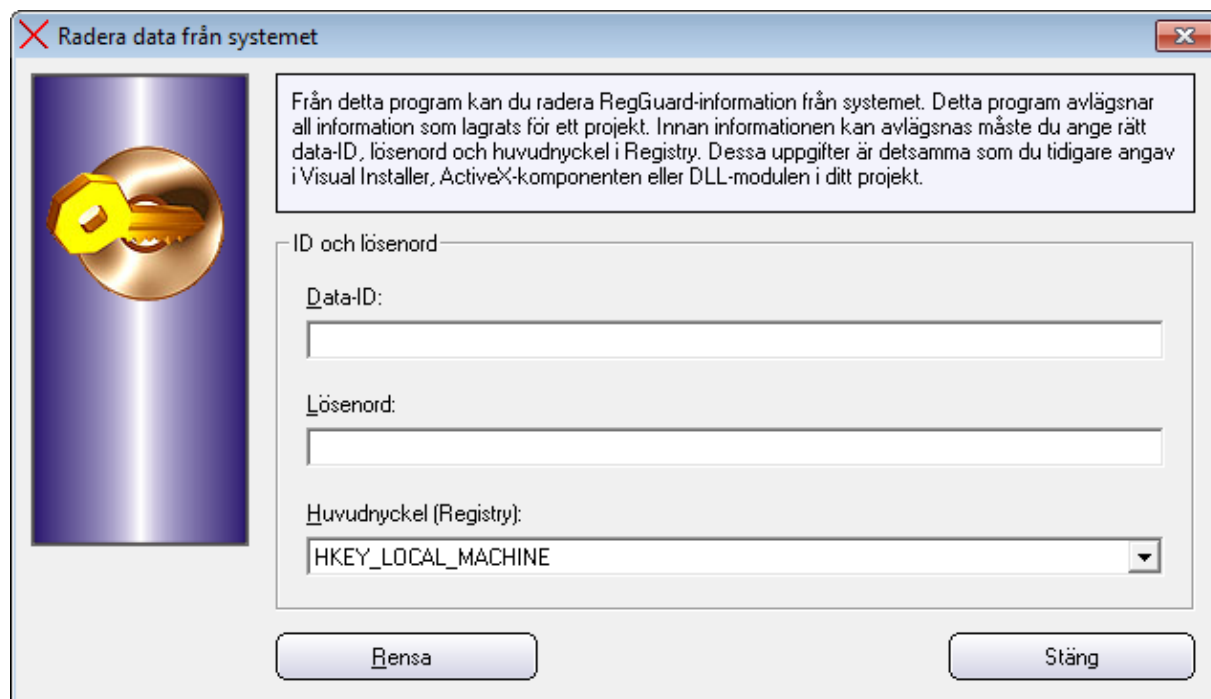 Radera data från systemet
Från detta program kan du radera RegGuard-information från systemet. Detta program avlägsnar
all information som lagrats för ett projekt. Innan informationen kan avlägsnas måste du ange rätt
data-ID, lösenord och huvudnyckel i Registry. Dessa uppgifter är detsamma som du tidigare angav
i Visual Installer, ActiveX-komponenten eller DLL-modulen i ditt projekt.
ID och lösenord
Data-ID:
Lösenord:
Huvudnyckel (Registry):
HKEY_LOCAL_MACHINE
Rensa
Stäng